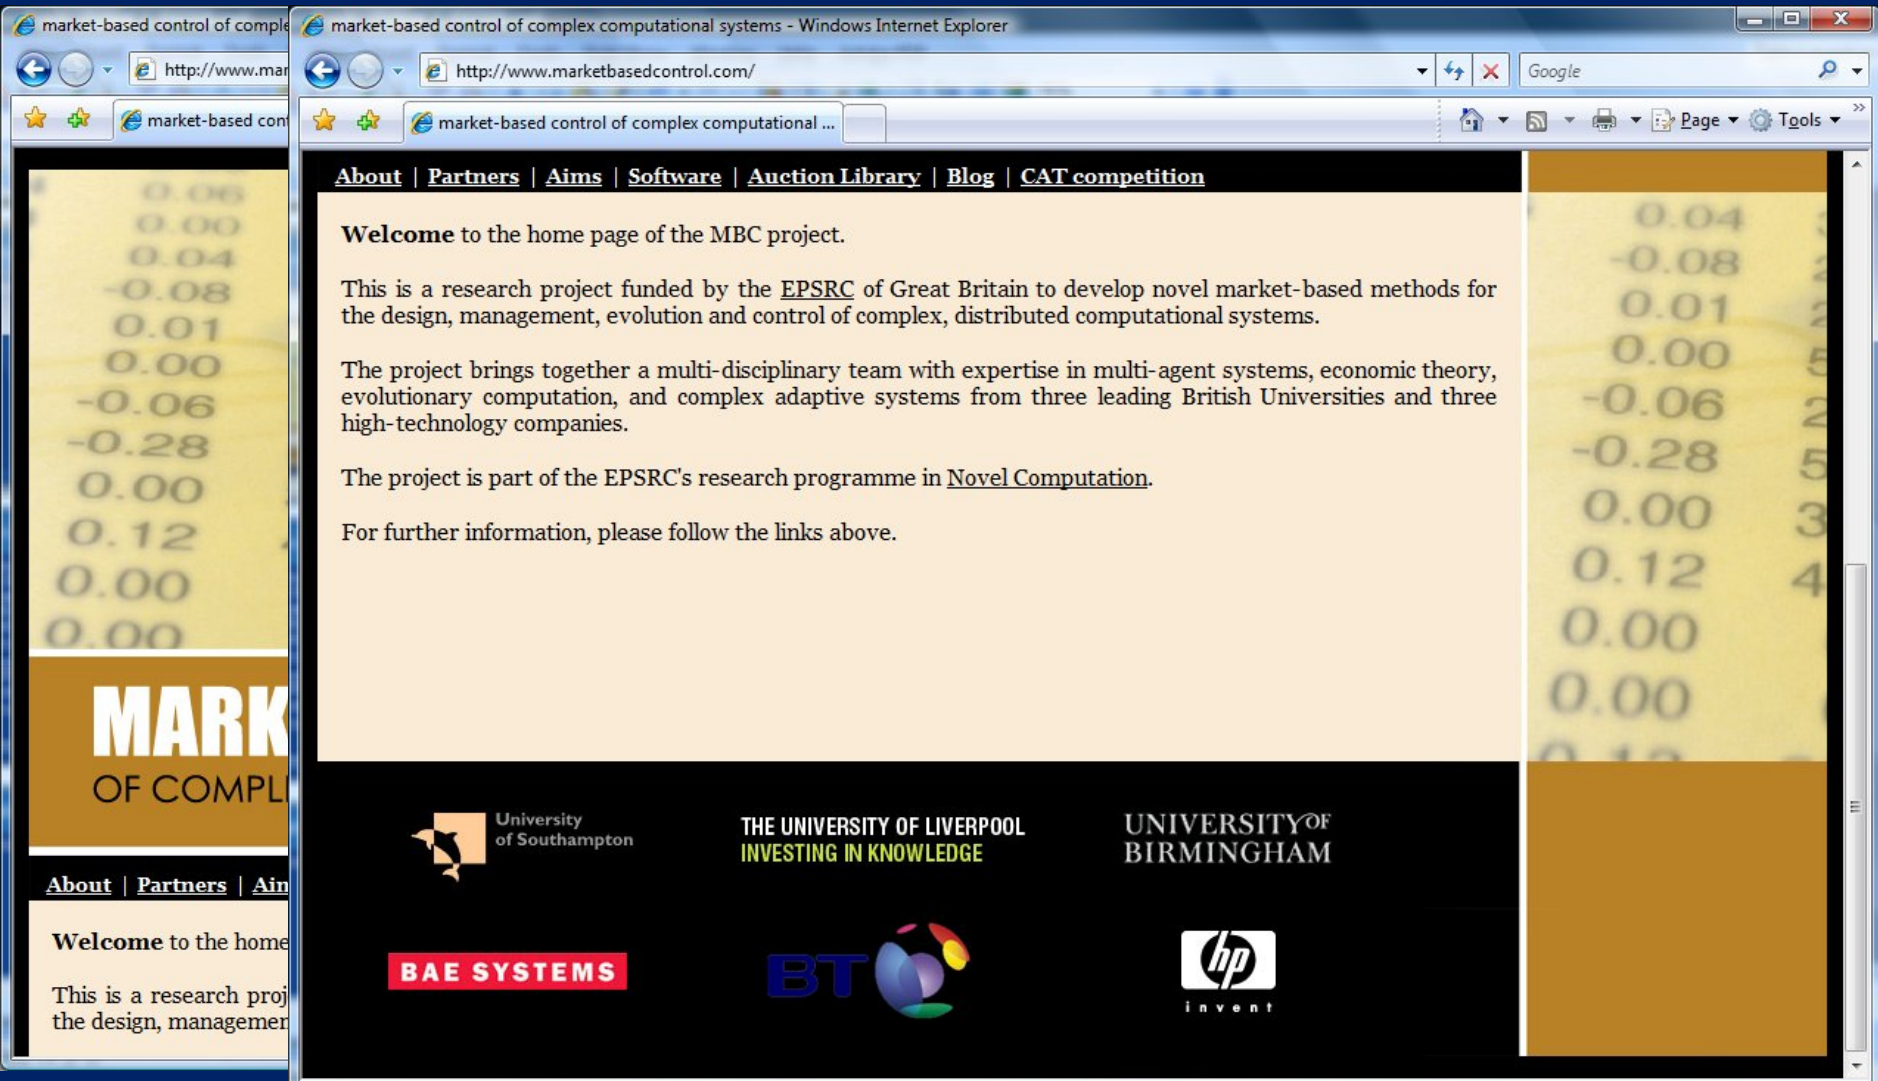 market-based control of comple
http://www.mar
market-based cont
0.06
0.00
0.04
-0.08
0.01
0.00
-0.06
-0.28
0.00
0.12
0.00
0.00
MARK
OF COMPL
About | Partners | Aim
Welcome to the home
This is a research proj
the design, managemen
market-based control of complex computational systems - Windows Internet Explorer
http://www.marketbasedcontrol.com/
Google
market-based control of complex computational ...
Page
Tools
About | Partners | Aims | Software | Auction Library | Blog | CAT competition
Welcome to the home page of the MBC project.
This is a research project funded by the EPSRC of Great Britain to develop novel market-based methods for
the design, management, evolution and control of complex, distributed computational systems.
The project brings together a multi-disciplinary team with expertise in multi-agent systems, economic theory,
evolutionary computation, and complex adaptive systems from three leading British Universities and three
high-technology companies.
The project is part of the EPSRC's research programme in Novel Computation.
For further information, please follow the links above.
0.04
-0.08
0.01
0.00 5
-0.06 2
-0.28 5
0.00 3
0.12 4
0.00
0.00
University
of Southampton
THE UNIVERSITY OF LIVERPOOL
INVESTING IN KNOWLEDGE
UNIVERSITY OF
BIRMINGHAM
BAE SYSTEMS
BT
hp
invent